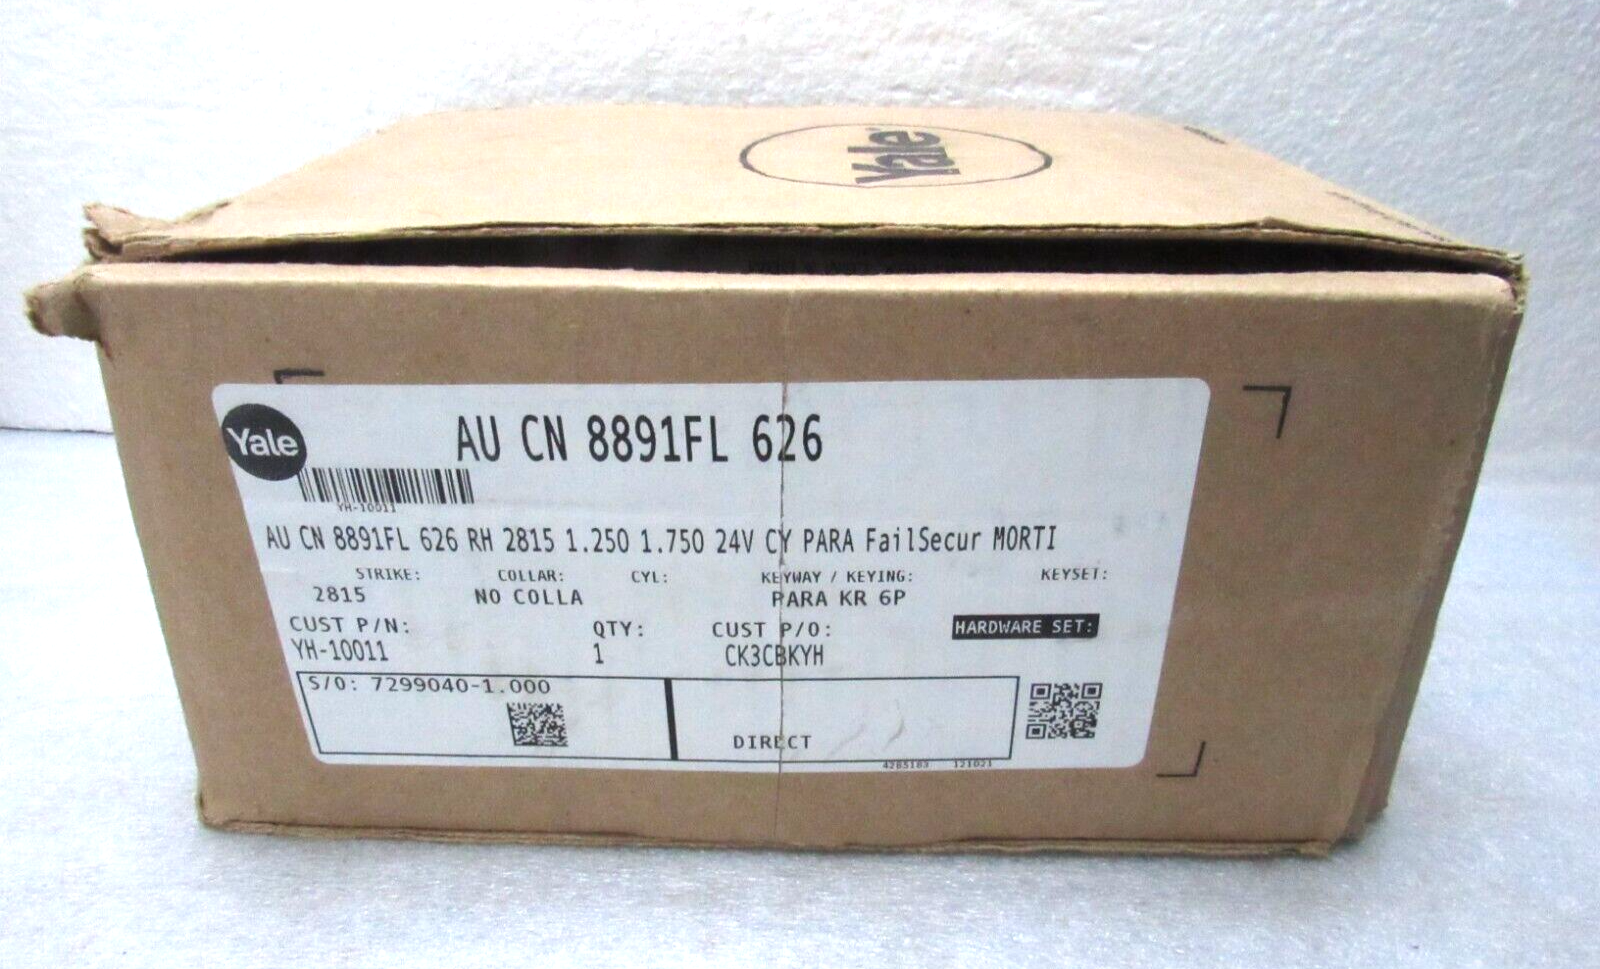 Yale
Yale
AU CN 8891FL 626
YH-10011
AU CN 8891FL 626 RH 2815 1.250 1.750 24V CY PARA FailSecur MORTI
STRIKE: COLLAR: CYL: KEYWAY / KEYING: KEYSET:
2815 NO COLLA PARA KR 6P
CUST P/N: QTY: CUST P/O: HARDWARE SET:
YH-10011 1 CK3CBKYH
S/O: 7299040-1.000
DIRECT
4285183 121021